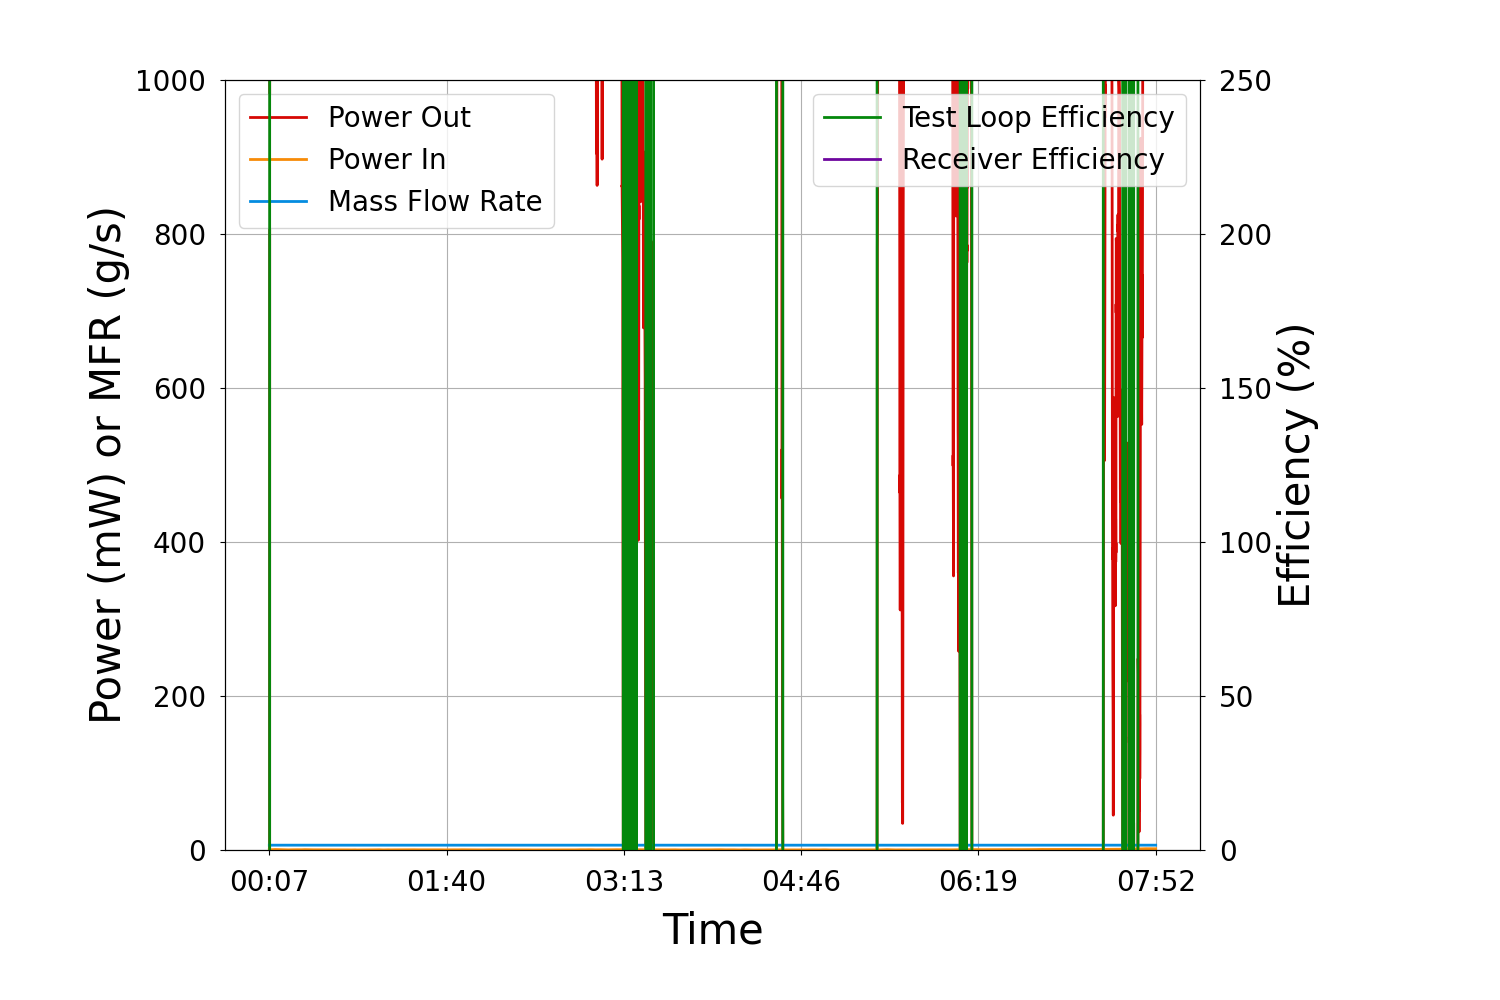 1000
800
600
400
200
0
Power (mW) or MFR (g/s)
Power Out
Power In
Mass Flow Rate
Test Loop Efficiency
Receiver Efficiency
250
200
150
100
50
0
Efficiency (%)
00:07 01:40 03:13 04:46 06:19 07:52
Time